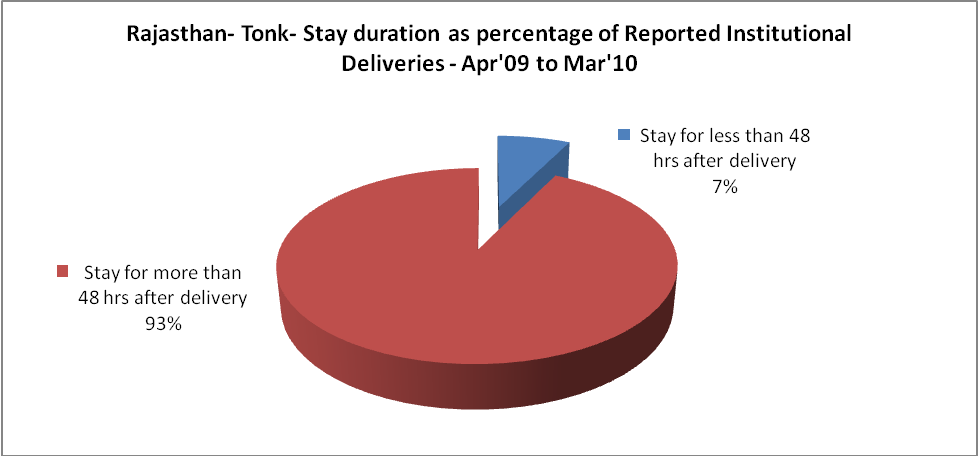 Rajasthan- Tonk- Stay duration as percentage of Reported Institutional
Deliveries - Apr'09 to Mar'10
Stay for less than 48
hrs after delivery
7%
Stay for more than
48 hrs after delivery
93%